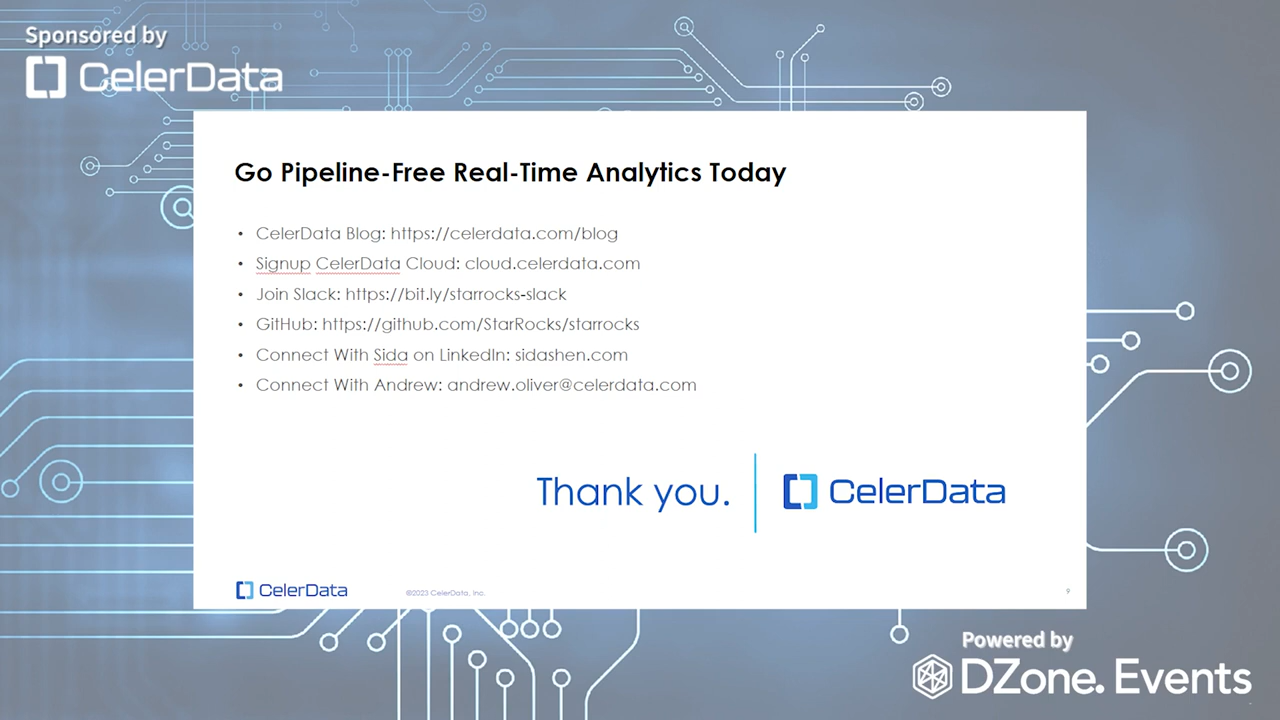 Sponsored by
CelerData
Go Pipeline-Free Real-Time Analytics Today
• CelerData Blog: https://celerdata.com/blog
• Signup CelerData Cloud: cloud.celerdata.com
• Join Slack: https://bit.ly/starrocks-slack
• GitHub: https://github.com/StarRocks/starrocks
• Connect With Sida on LinkedIn: sidashen.com
• Connect With Andrew: andrew.oliver@celerdata.com
Thank you.
CelerData
CelerData
©2023 CelerData, Inc.
9
Powered by
DZone. Events